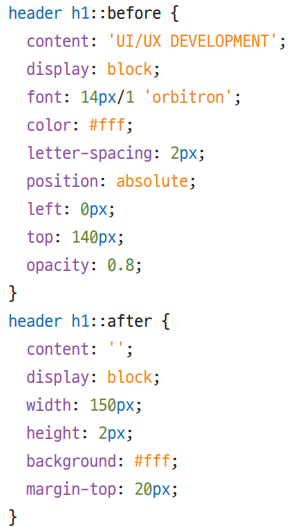 header h1::before {
  content: 'UI/UX DEVELOPMENT';
  display: block;
  font: 14px/1 'orbitron';
  color: #fff;
  letter-spacing: 2px;
  position: absolute;
  left: 0px;
  top: 140px;
  opacity: 0.8;
}
header h1::after {
  content: '';
  display: block;
  width: 150px;
  height: 2px;
  background: #fff;
  margin-top: 20px;
}